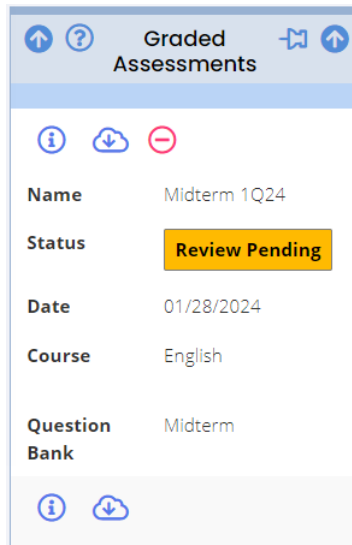 Graded
Assessments
Name Midterm 1Q24
Status Review Pending
Date 01/28/2024
Course English
Question Midterm
Bank